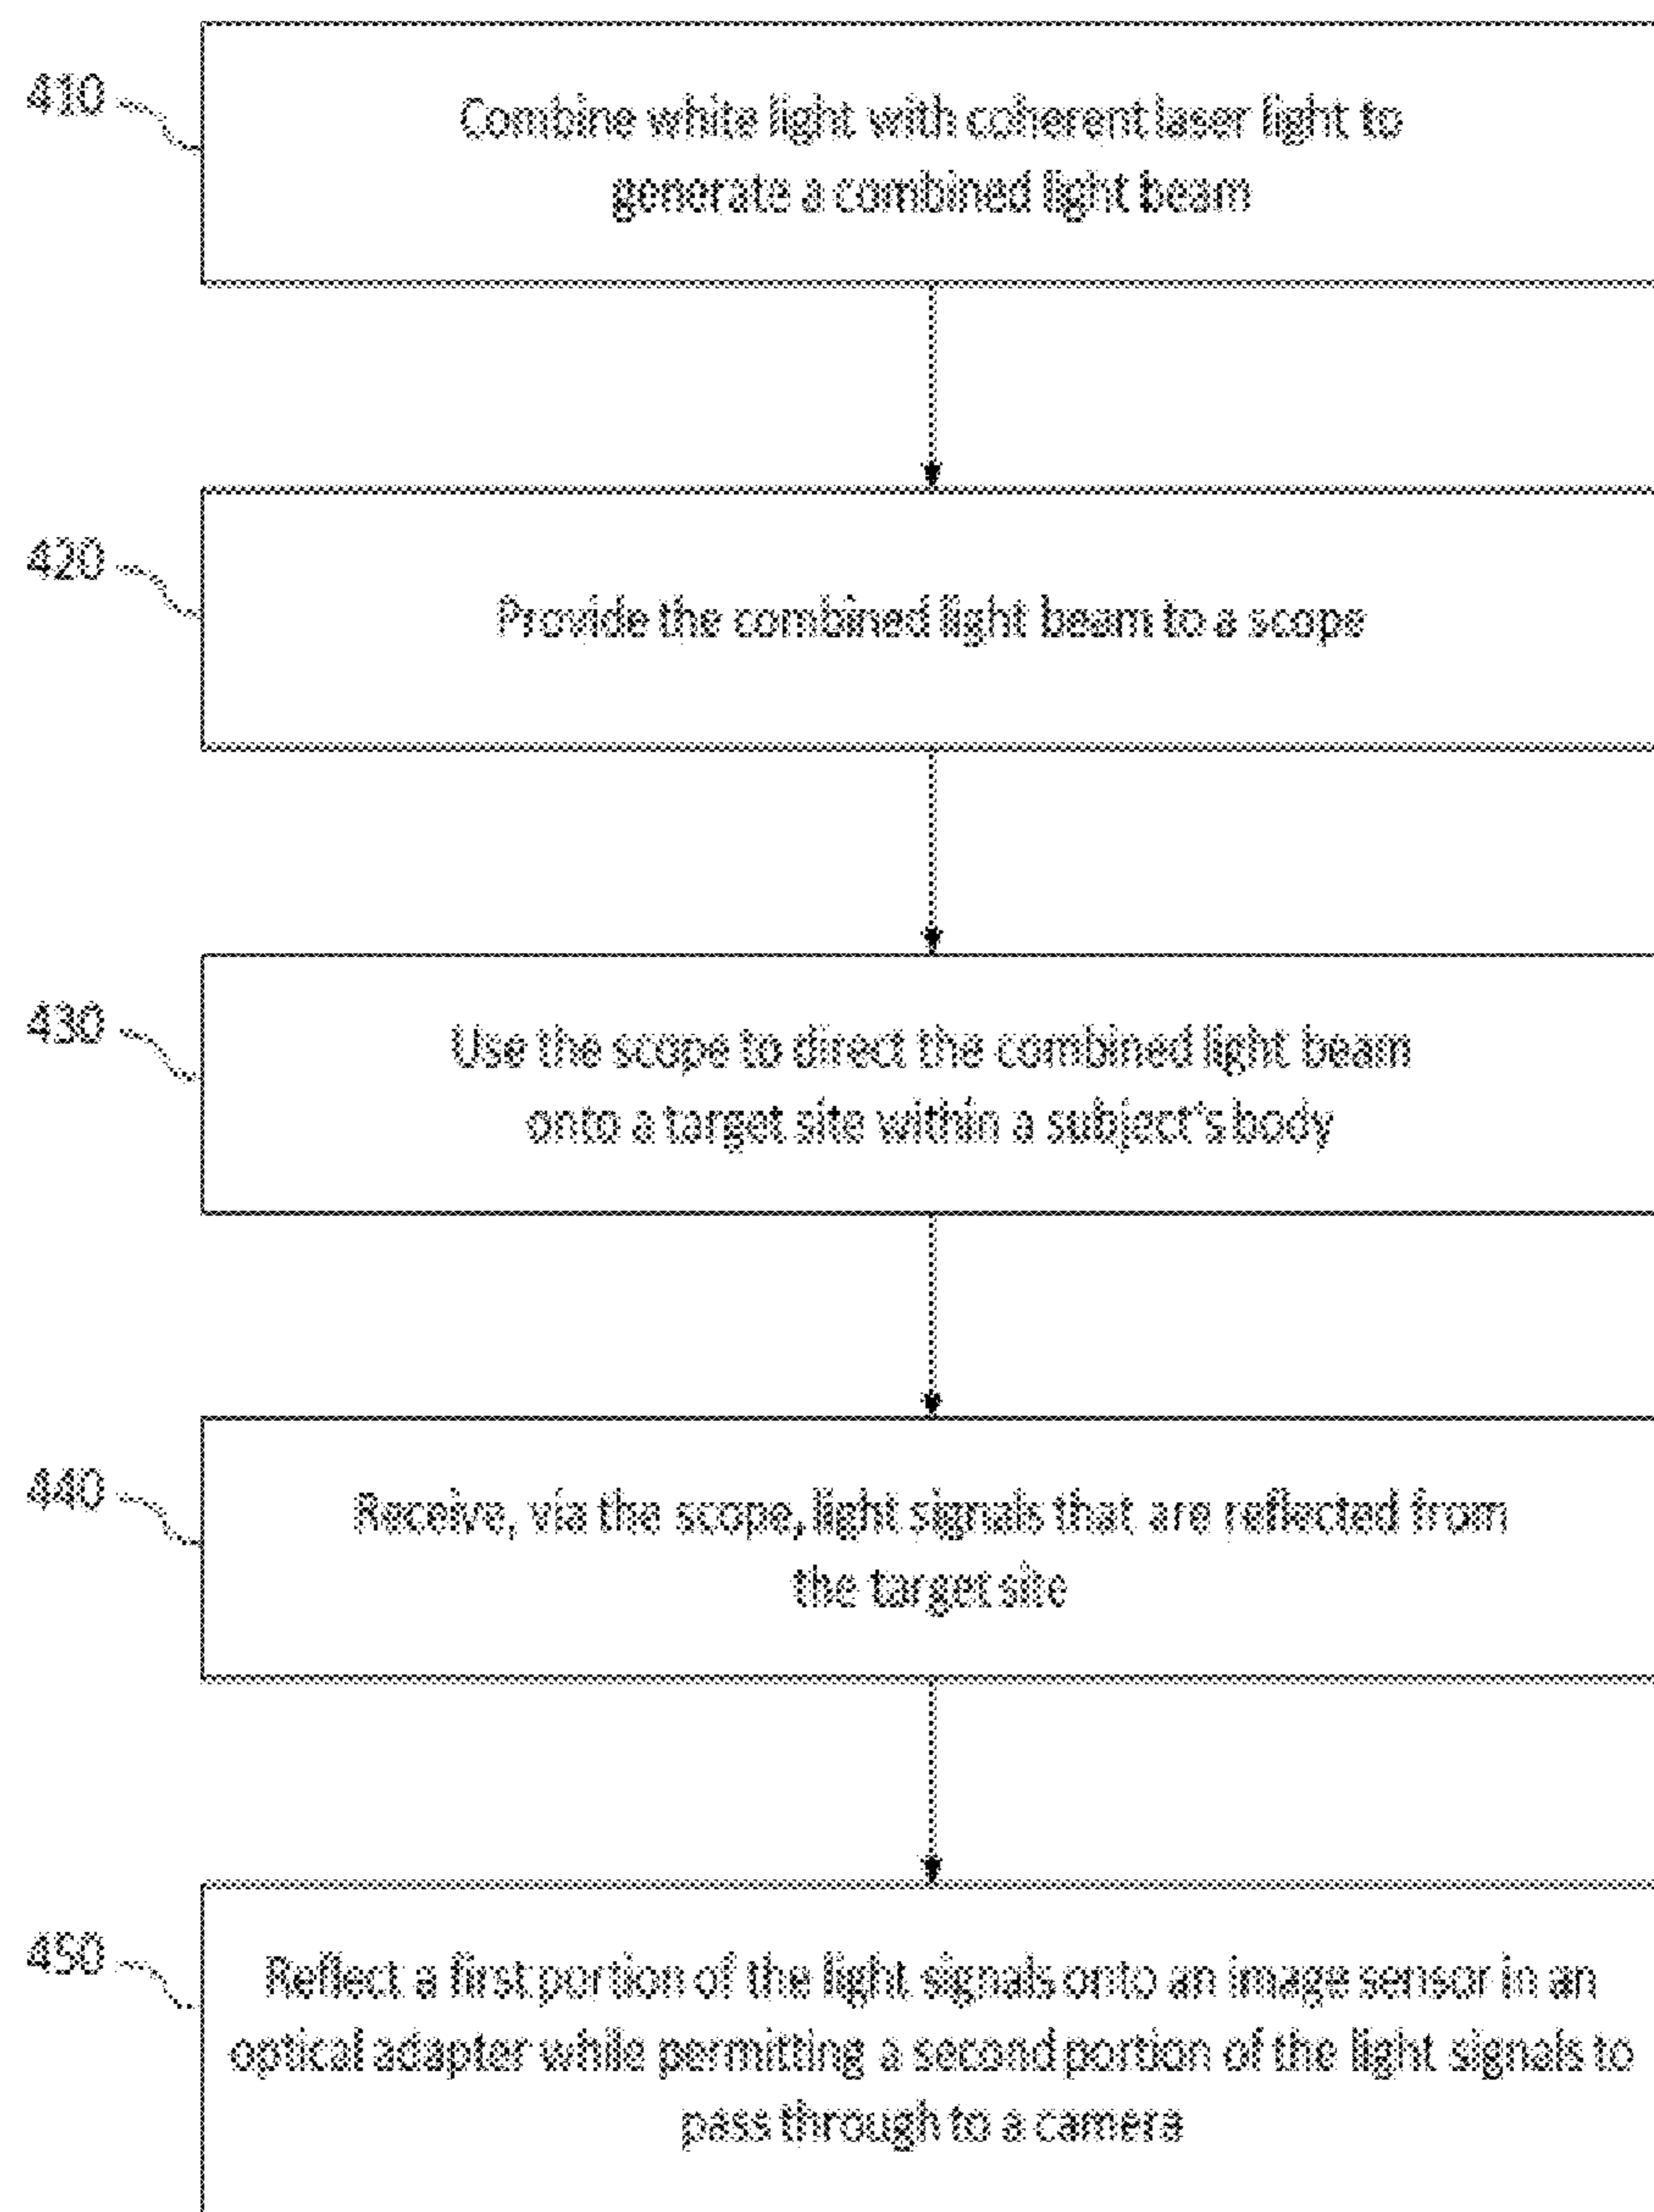 410
Combine white light with coherent laser light to
generate a combined light beam
420
Provide the combined light beam to a scope
430
Use the scope to direct the combined light beam
onto a target site within a subject's body
440
Receive, via the scope, light signals that are reflected from
the target site
450
Reflect a first portion of the light signals onto an image sensor in an
optical adapter while permitting a second portion of the light signals to
pass through to a camera